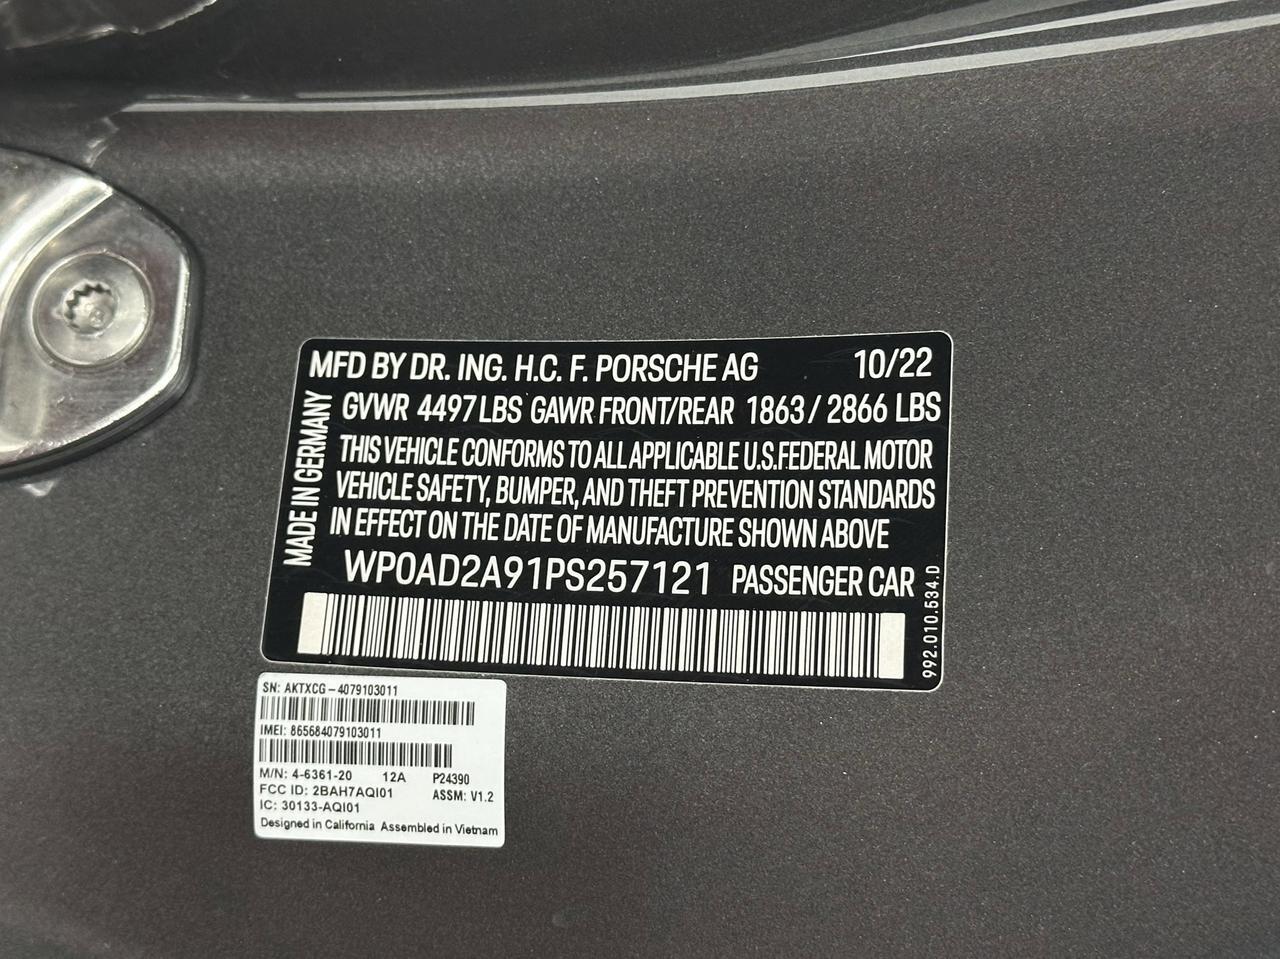 MFD BY DR. ING. H.C. F. PORSCHE AG 10/22
GVWR 4497 LBS GAWR FRONT/REAR 1863 / 2866 LBS
THIS VEHICLE CONFORMS TO ALL APPLICABLE U.S.FEDERAL MOTOR
VEHICLE SAFETY, BUMPER, AND THEFT PREVENTION STANDARDS
IN EFFECT ON THE DATE OF MANUFACTURE SHOWN ABOVE
WP0AD2A91PS257121 PASSENGER CAR
MADE IN GERMANY
992.010.534.D
SN: AKTXCG-4079103011
IMEI: 865684079103011
M/N: 4-6361-20 12A P24390
FCC ID: 2BAH7AQI01 ASSM: V1.2
IC: 30133-AQI01
Designed in California Assembled in Vietnam